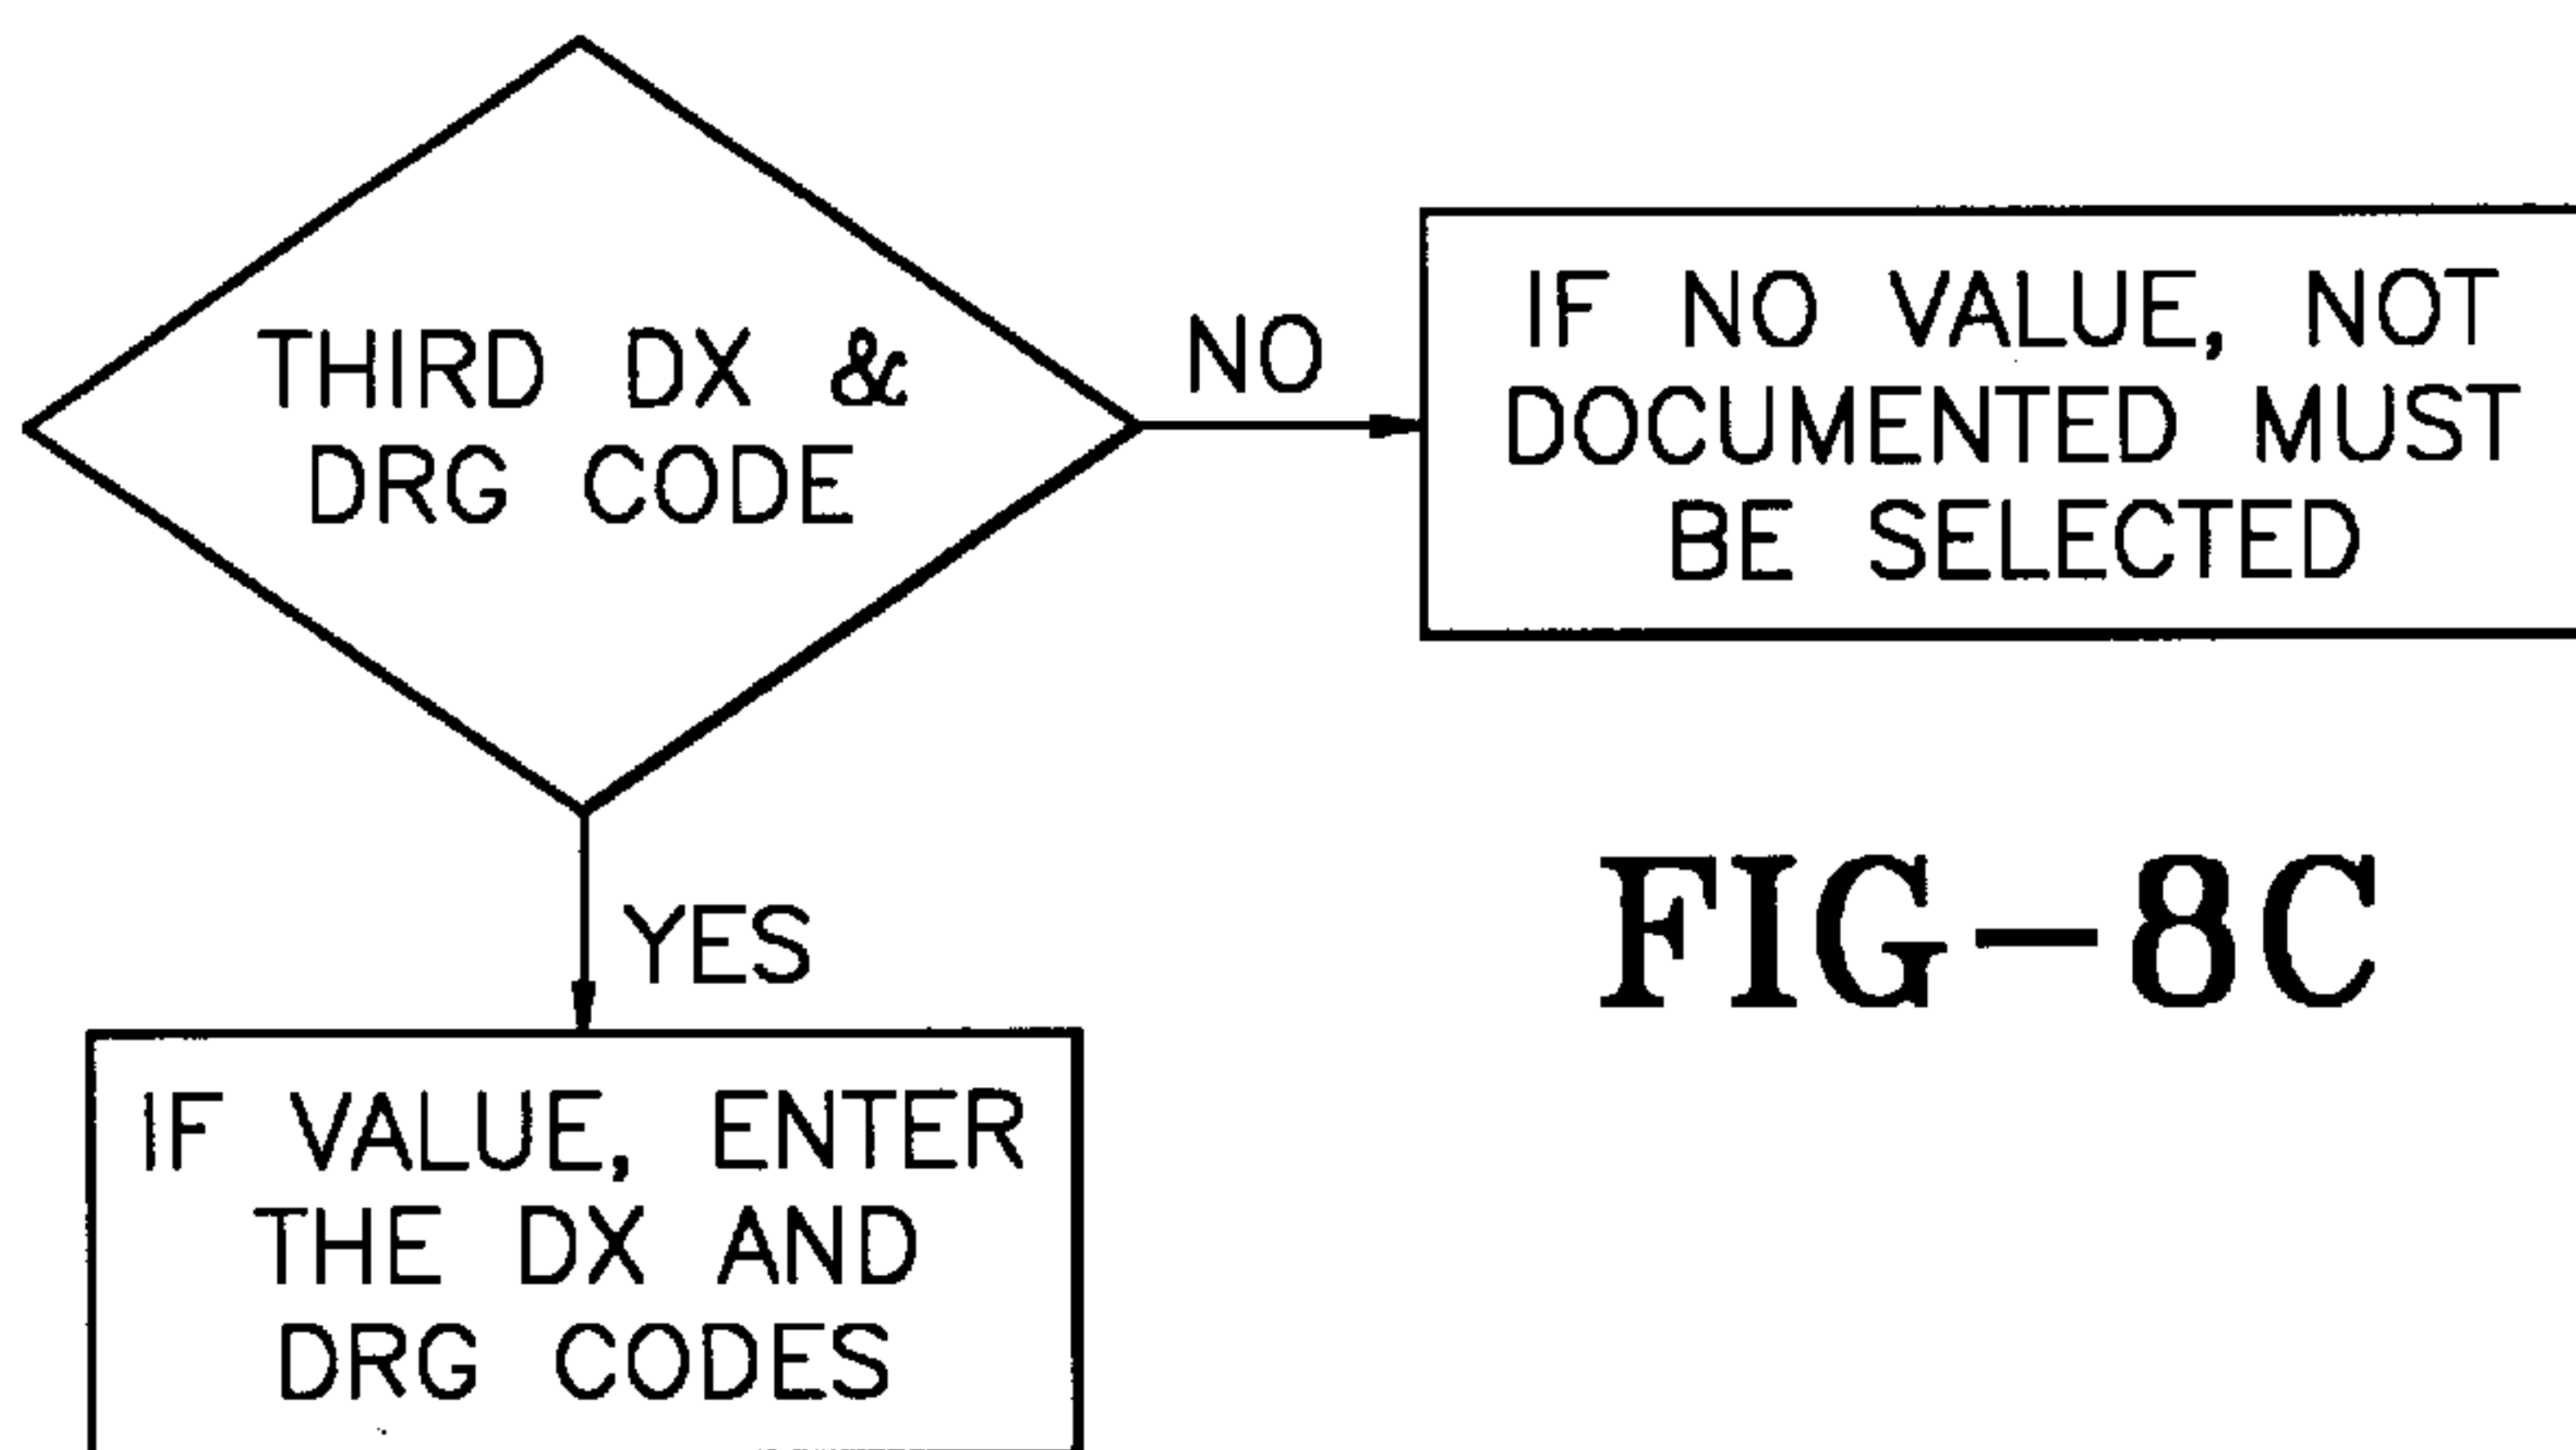 THIRD DX &
DRG CODE
NO
IF NO VALUE, NOT
DOCUMENTED MUST
BE SELECTED
YES
IF VALUE, ENTER
THE DX AND
DRG CODES
FIG-8C